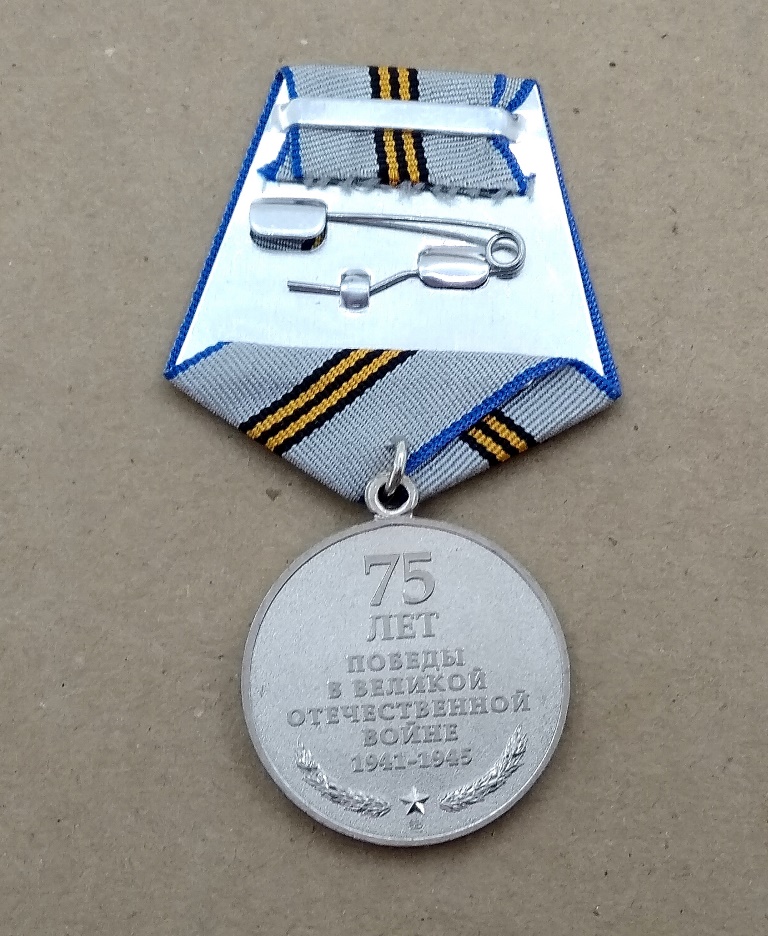 75
ЛЕТ
ПОБЕДЫ
В ВЕЛИКОЙ
ОТЕЧЕСТВЕННОЙ
ВОЙНЕ
1941-1945